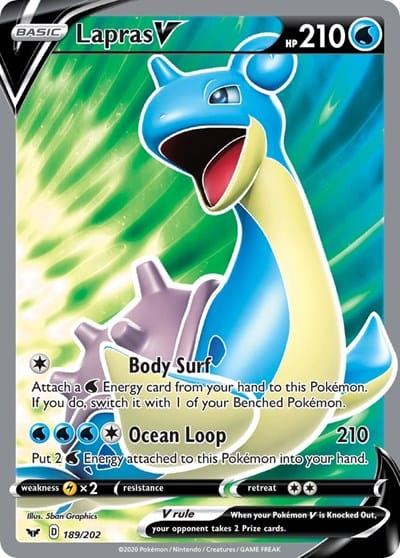 BASIC Lapras V HP 210
Body Surf
Attach a Energy card from your hand to this Pokémon.
If you do, switch it with 1 of your Benched Pokémon.
Ocean Loop 210
Put 2 Energy attached to this Pokémon into your hand.
weakness ×2 resistance retreat
Illus. 5ban Graphics
V rule When your Pokémon V is Knocked Out,
your opponent takes 2 Prize cards.
D 189/202
©2020 Pokémon / Nintendo / Creatures / GAME FREAK